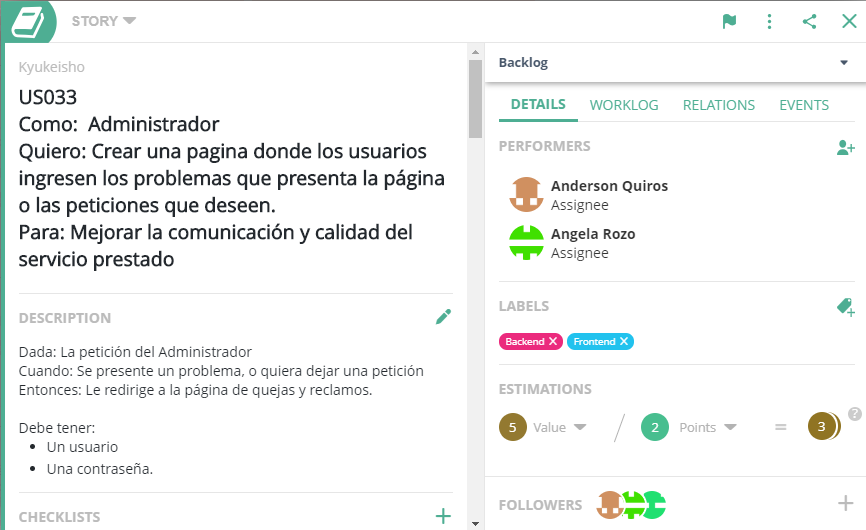 STORY
Kyukeisho
US033
Como:  Administrador
Quiero: Crear una pagina donde los usuarios
ingresen los problemas que presenta la página
o las peticiones que deseen.
Para: Mejorar la comunicación y calidad del
servicio prestado
DESCRIPTION
Dada: La petición del Administrador
Cuando: Se presente un problema, o quiera dejar una petición
Entonces: Le redirige a la página de quejas y reclamos.
Debe tener:
• Un usuario
• Una contraseña.
CHECKLISTS
Backlog
DETAILS WORKLOG RELATIONS EVENTS
PERFORMERS
Anderson Quiros
Assignee
Angela Rozo
Assignee
LABELS
Backend × Frontend ×
ESTIMATIONS
5 Value / 2 Points = 3 ?
FOLLOWERS